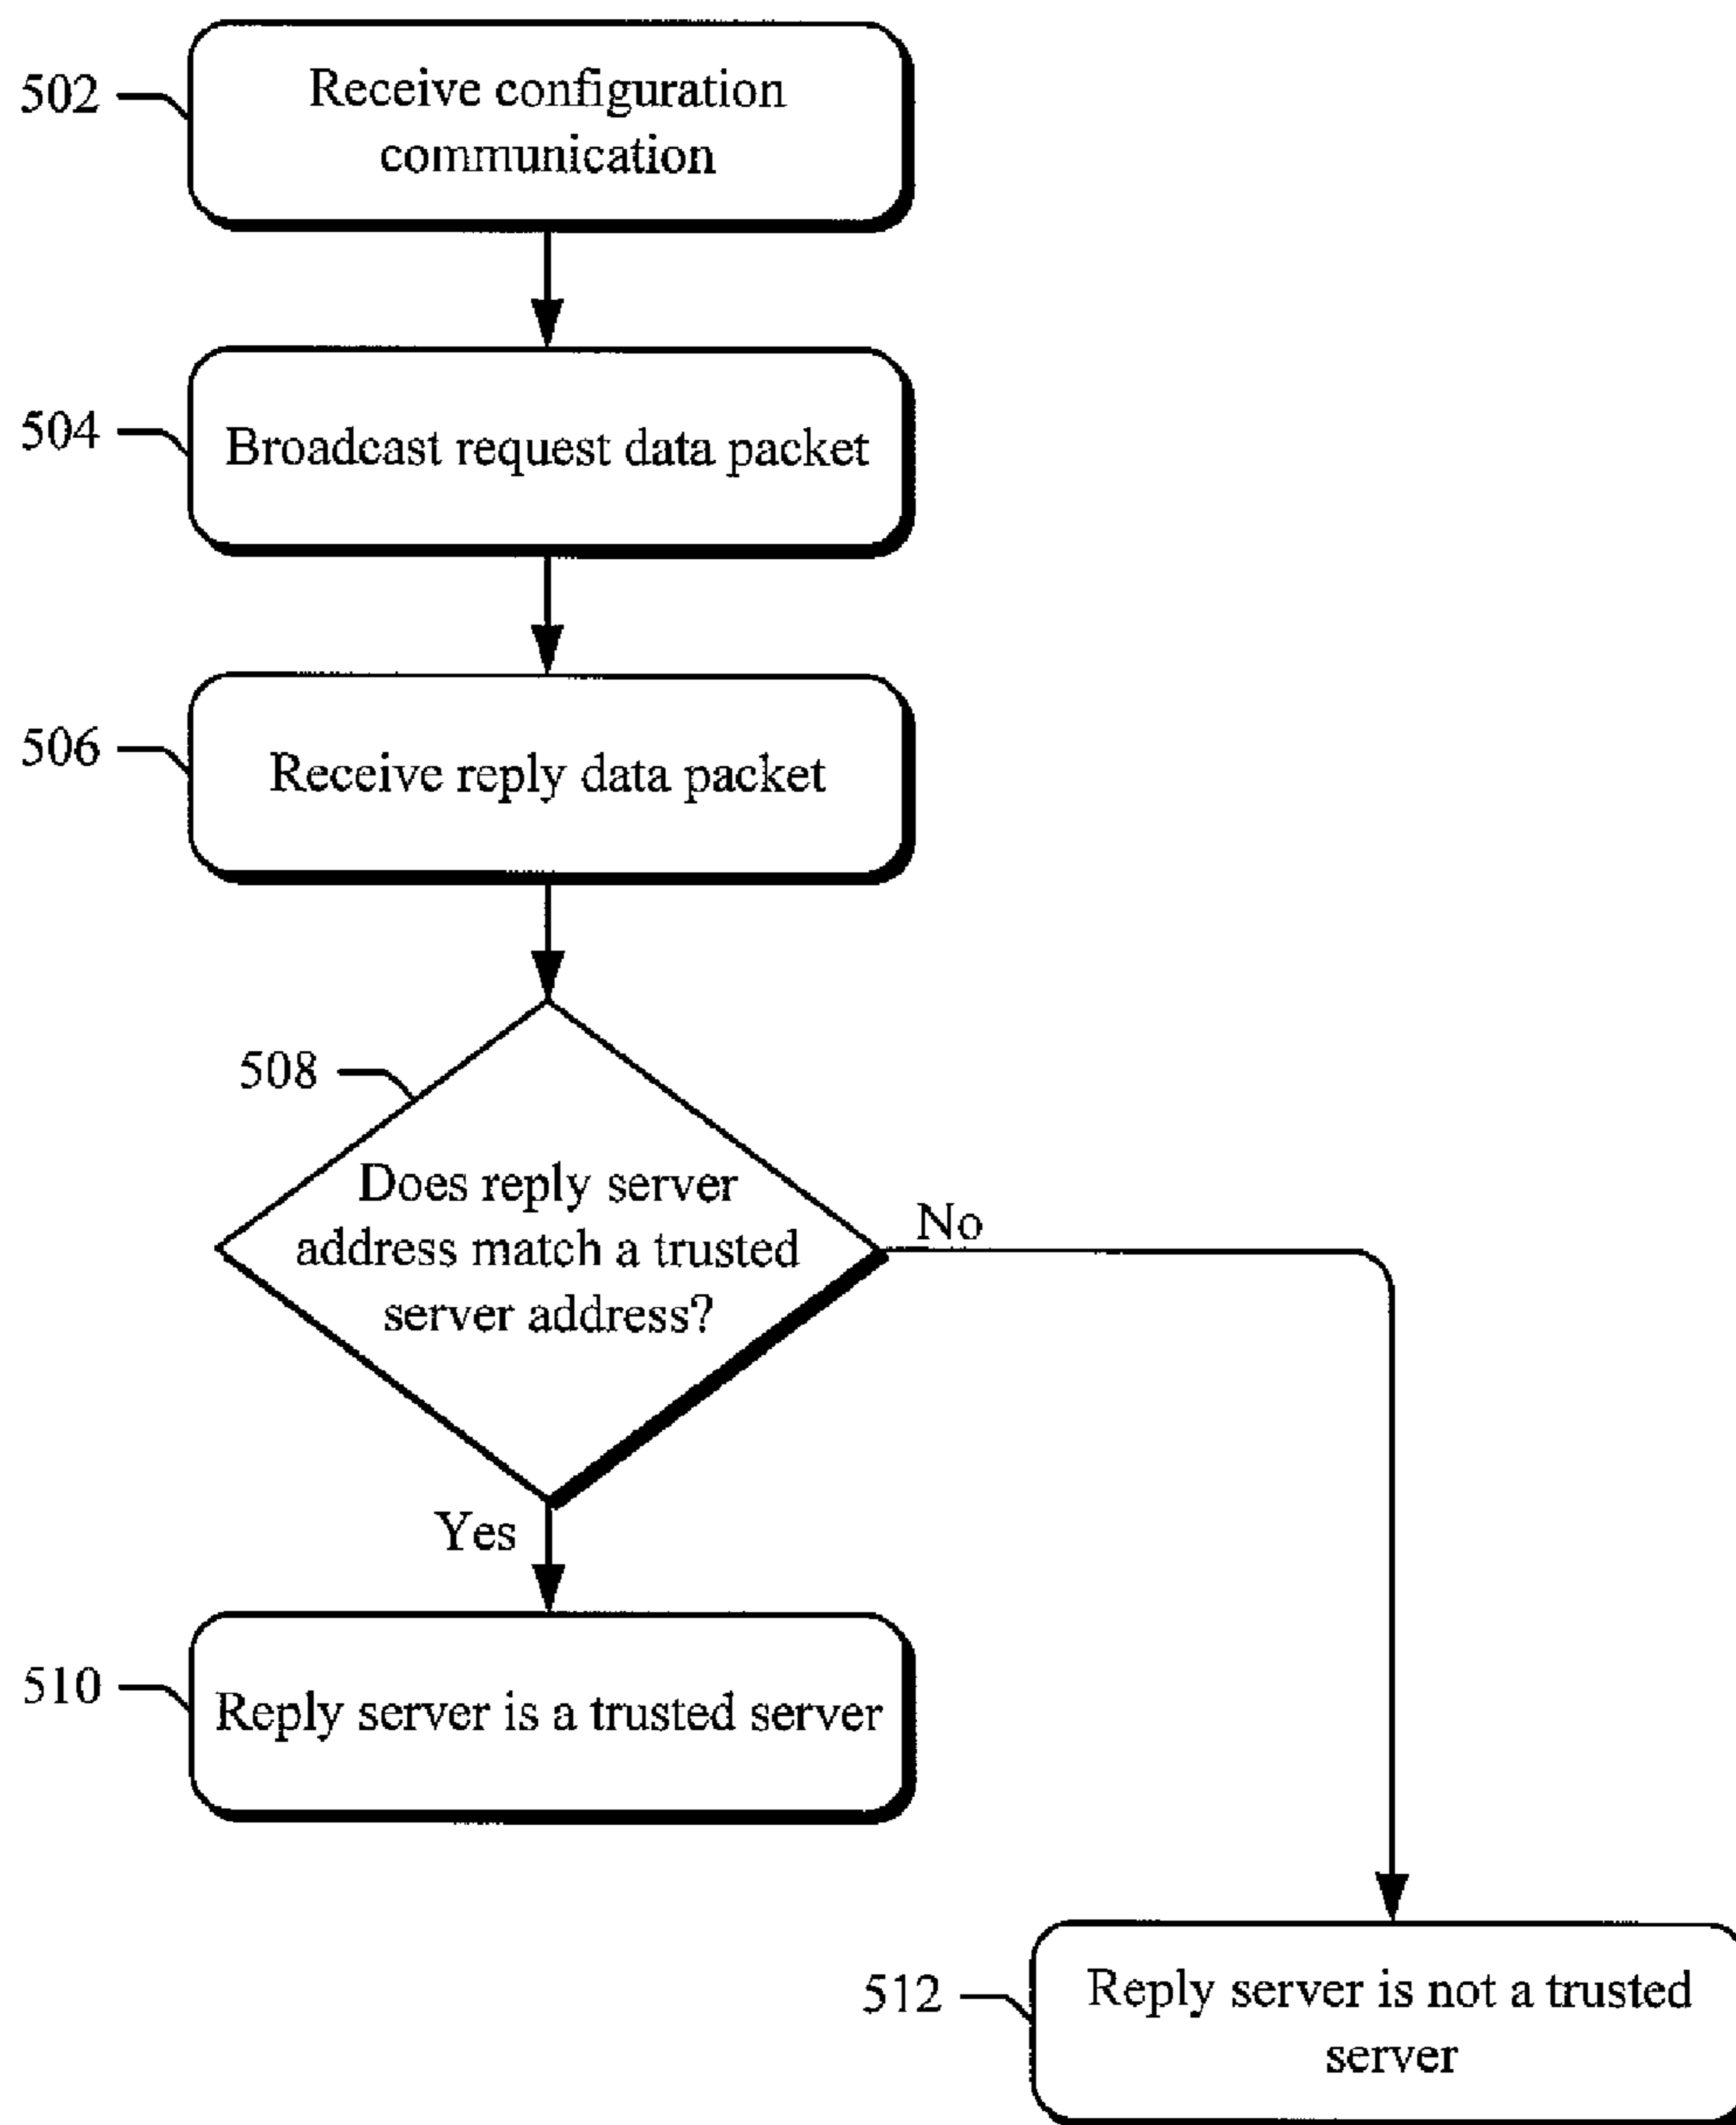 502
Receive configuration
communication
504
Broadcast request data packet
506
Receive reply data packet
508
Does reply server
address match a trusted
server address?
No
Yes
510
Reply server is a trusted server
512
Reply server is not a trusted
server